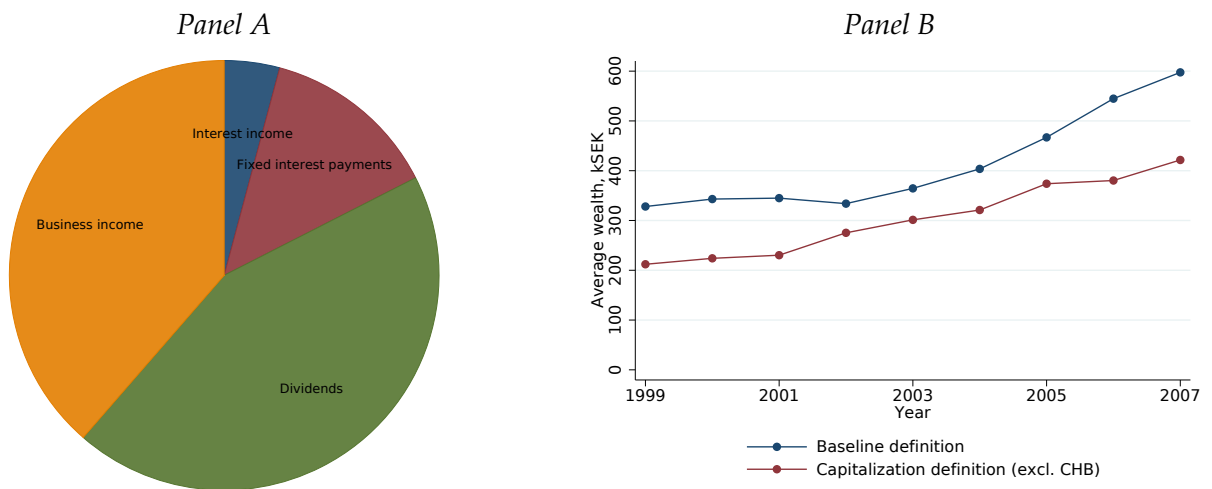 Panel A
Interest income
Fixed interest payments
Business income
Dividends
Panel B
Average wealth, kSEK
600
500
400
300
200
100
0
1999 2001 2003 2005 2007
Year
Baseline definition
Capitalization definition (excl. CHB)